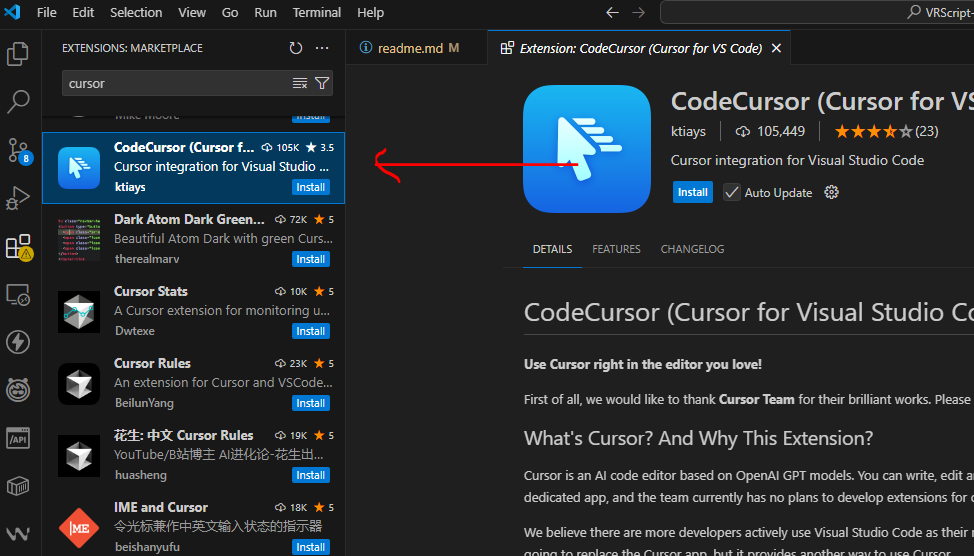 File Edit Selection View Go Run Terminal Help
VRScript-
EXTENSIONS: MARKETPLACE
cursor
Mike Moore
Install
CodeCursor (Cursor f... 105K 3.5
Cursor integration for Visual Studio ...
ktiays
Install
Dark Atom Dark Green... 72K 5
Beautiful Atom Dark with green Curs...
therealmarv
Install
Cursor Stats 10K 5
A Cursor extension for monitoring u...
Dwtexe
Install
Cursor Rules 23K 5
An extension for Cursor and VSCode...
BeilunYang
Install
花生: 中文 Cursor Rules 19K 5
YouTube/B站博主 AI进化论-花生出...
huasheng
Install
IME and Cursor 18K 5
令光标兼作中英文输入状态的指示器
beishanyufu
Install
8
/API
IME
readme.md M
Extension: CodeCursor (Cursor for VS Code)
CodeCursor (Cursor for VS
ktiays 105,449 (23)
Cursor integration for Visual Studio Code
Install Auto Update
DETAILS FEATURES CHANGELOG
CodeCursor (Cursor for Visual Studio Co
Use Cursor right in the editor you love!
First of all, we would like to thank Cursor Team for their brilliant works. Please
What's Cursor? And Why This Extension?
Cursor is an AI code editor based on OpenAI GPT models. You can write, edit an
dedicated app, and the team currently has no plans to develop extensions for
We believe there are more developers actively use Visual Studio Code as their
going to replace the Cursor app, but it provides another way to use Cursor.